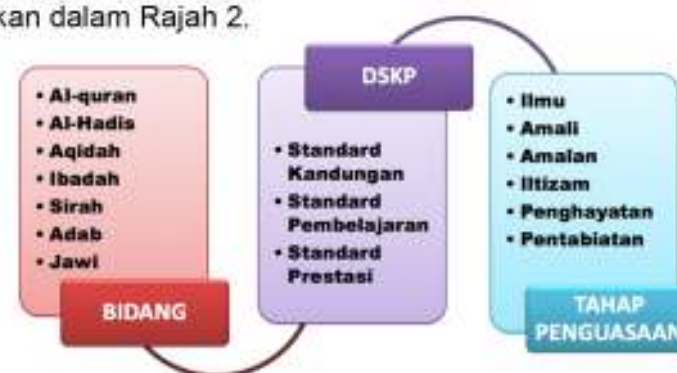 kan dalam Rajah 2.
• Al-quran
• Al-Hadis
• Aqidah
• Ibadah
• Sirah
• Adab
• Jawi
BIDANG
DSKP
• Standard
Kandungan
• Standard
Pembelajaran
• Standard
Prestasi
• Ilmu
• Amali
• Amalan
• Iltizam
• Penghayatan
• Pentabiatan
TAHAP
PENGUASAAN